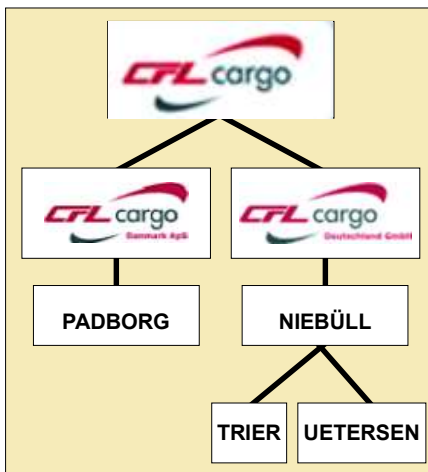 CFL cargo
CFL cargo
Danmark ApS
CFL cargo
Deutschland GmbH
PADBORG
NIEBÜLL
TRIER
UETERSEN